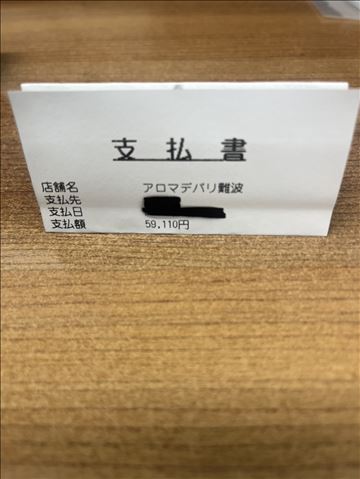 支払書
店舗名 アロマデパリ難波
支払先
支払日
支払額 59,110円